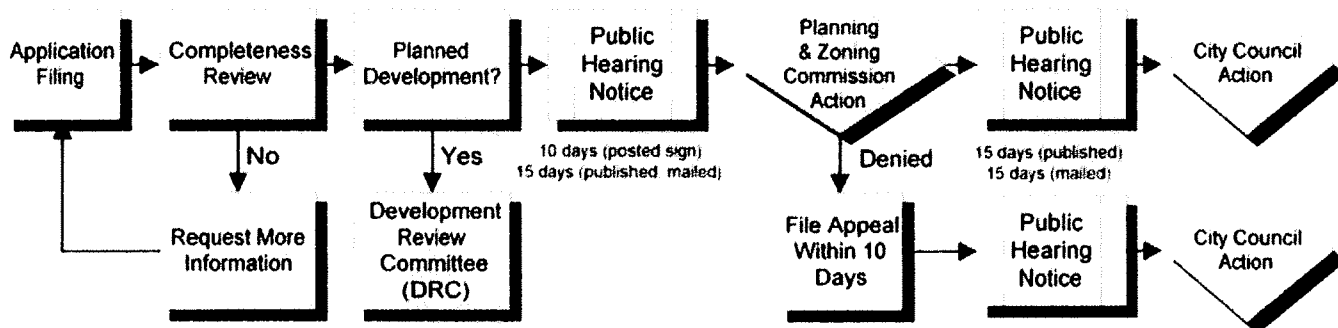 Application
Filing
Completeness
Review
Planned
Development?
Public
Hearing
Notice
Planning
& Zoning
Commission
Action
Public
Hearing
Notice
City Council
Action
No
Yes
10 days (posted sign)
15 days (published, mailed)
Denied
15 days (published)
15 days (mailed)
Request More
Information
Development
Review
Committee
(DRC)
File Appeal
Within 10
Days
Public
Hearing
Notice
City Council
Action